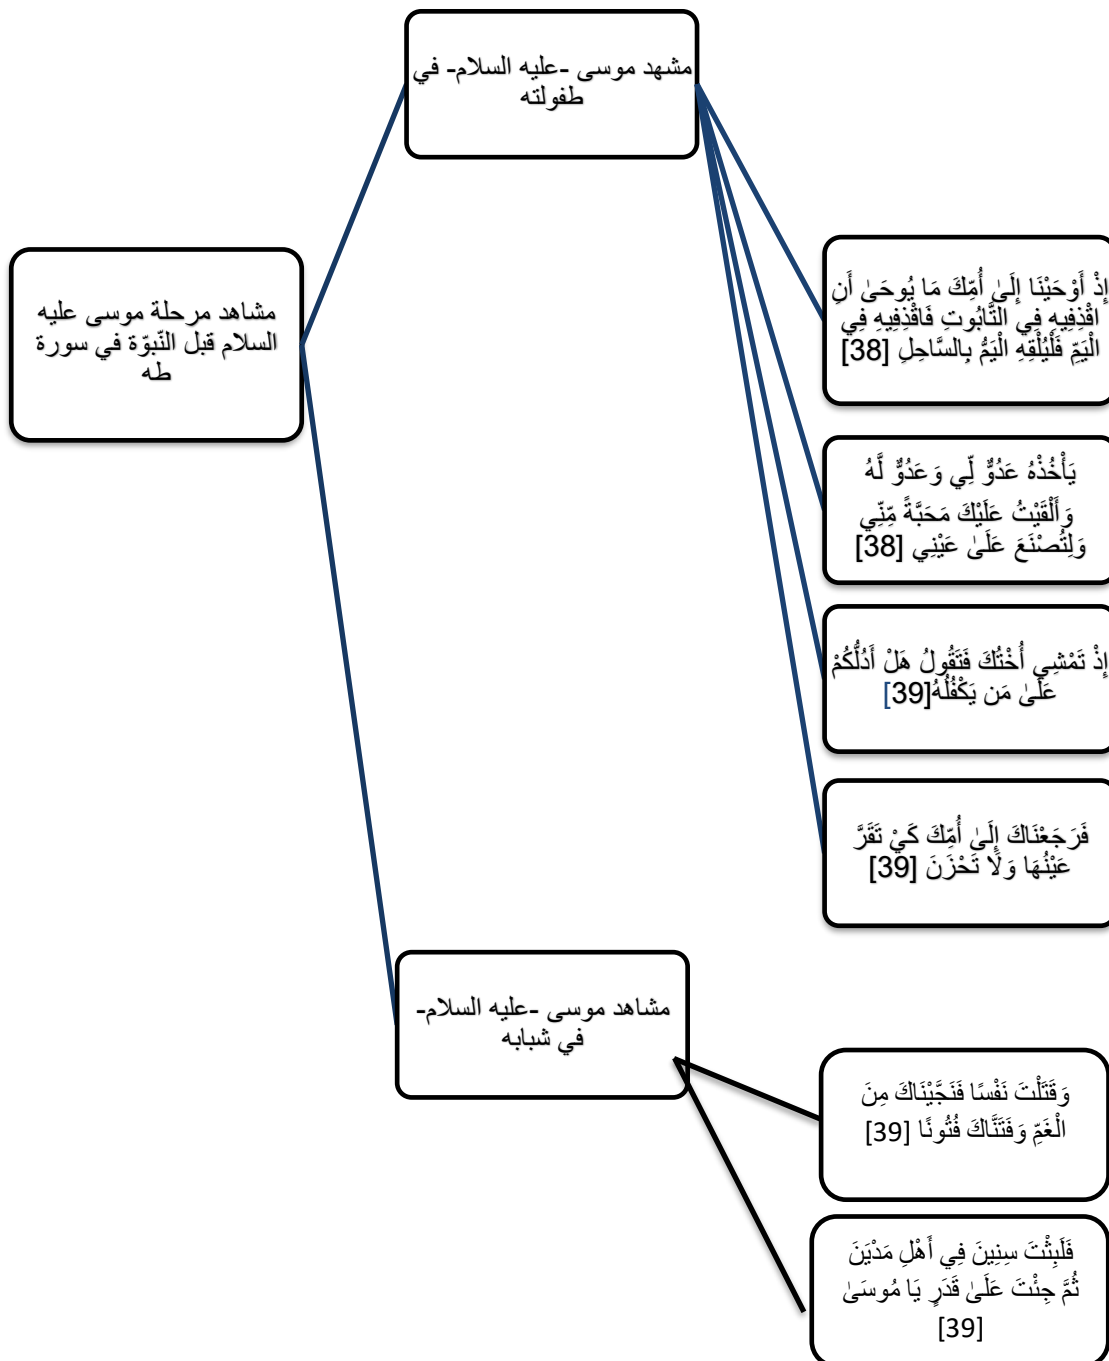 مشهد موسى -عليه السلام- في
طفولته
مشاهد مرحلة موسى عليه
السلام قبل النّبوّة في سورة
طه
إِذْ أَوْحَيْنَا إِلَىٰ أُمِّكَ مَا يُوحَىٰ أَنِ
اقْذِفِيهِ فِي التَّابُوتِ فَاقْذِفِيهِ فِي
الْيَمِّ فَلْيُلْقِهِ الْيَمُّ بِالسَّاحِلِ [38]
يَأْخُذْهُ عَدُوٌّ لِّي وَعَدُوٌّ لَّهُ
وَأَلْقَيْتُ عَلَيْكَ مَحَبَّةً مِّنِّي
وَلِتُصْنَعَ عَلَىٰ عَيْنِي [38]
إِذْ تَمْشِي أُخْتُكَ فَتَقُولُ هَلْ أَدُلُّكُمْ
عَلَىٰ مَن يَكْفُلُهُ[39]
فَرَجَعْنَاكَ إِلَىٰ أُمِّكَ كَيْ تَقَرَّ
عَيْنُهَا وَلَا تَحْزَنَ [39]
مشاهد موسى -عليه السلام-
في شبابه
وَقَتَلْتَ نَفْسًا فَنَجَّيْنَاكَ مِنَ
الْغَمِّ وَفَتَنَّاكَ فُتُونًا [39]
فَلَبِثْتَ سِنِينَ فِي أَهْلِ مَدْيَنَ
ثُمَّ جِئْتَ عَلَىٰ قَدَرٍ يَا مُوسَىٰ
[39]